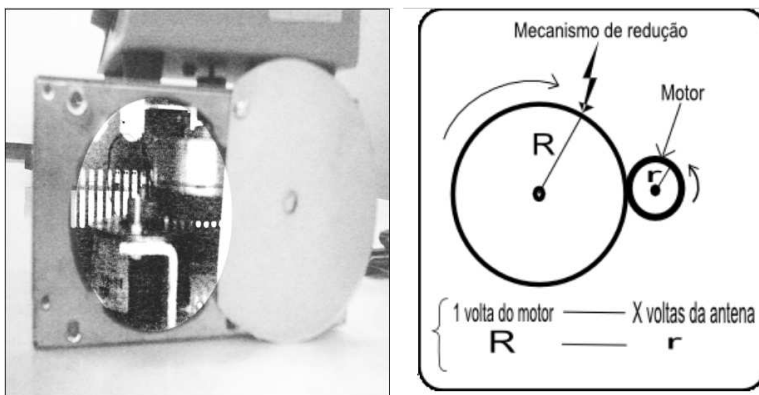 Mecanismo de redução
Motor
R
r
1 volta do motor X voltas da antena
R r